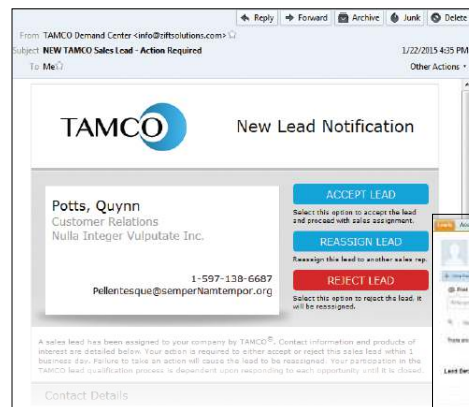 Reply Forward Archive Junk Delete
From TAMCO Demand Center <info@ziftsolutions.com>
Subject NEW TAMCO Sales Lead - Action Required 1/22/2015 4:35 PM
To Me Other Actions
TAMCO New Lead Notification
Potts, Quynn
Customer Relations
Nulla Integer Vulputate Inc.
1-597-138-6687
Pellentesque@semperNamtempor.org
ACCEPT LEAD
Select this option to accept the lead
and proceed with sales assignment.
REASSIGN LEAD
Reassign this lead to another sales rep.
REJECT LEAD
Select this option to reject the lead. It
will be reassigned.
A sales lead has been assigned to your company by TAMCO®. Contact information and products of
interest are detailed below. Your action is required to either accept or reject this sales lead within 1
business day. Failure to take an action will cause the lead to be reassigned. Your participation in the
TAMCO lead qualification process is dependent upon responding to each opportunity until it is closed.
Contact Details